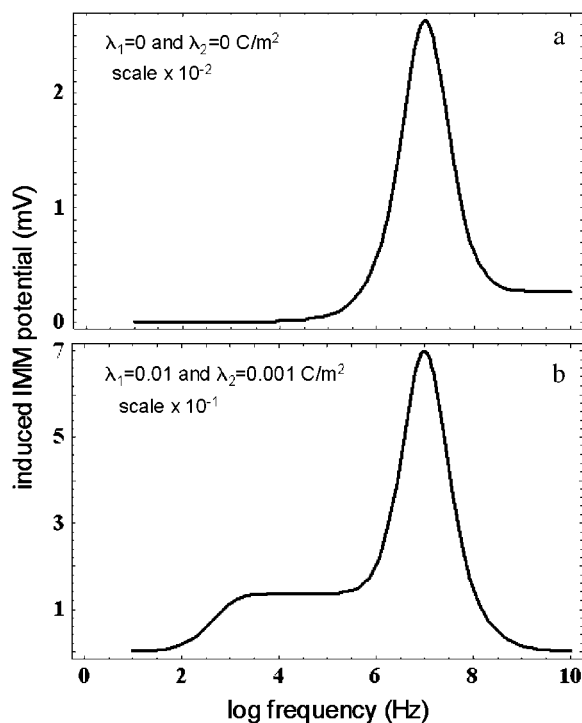 a
λ₁=0 and λ₂=0 C/m²
scale x 10⁻²
2
1
0
b
λ₁=0.01 and λ₂=0.001 C/m²
scale x 10⁻¹
7
5
3
1
induced IMM potential (mV)
0 2 4 6 8 10
log frequency (Hz)